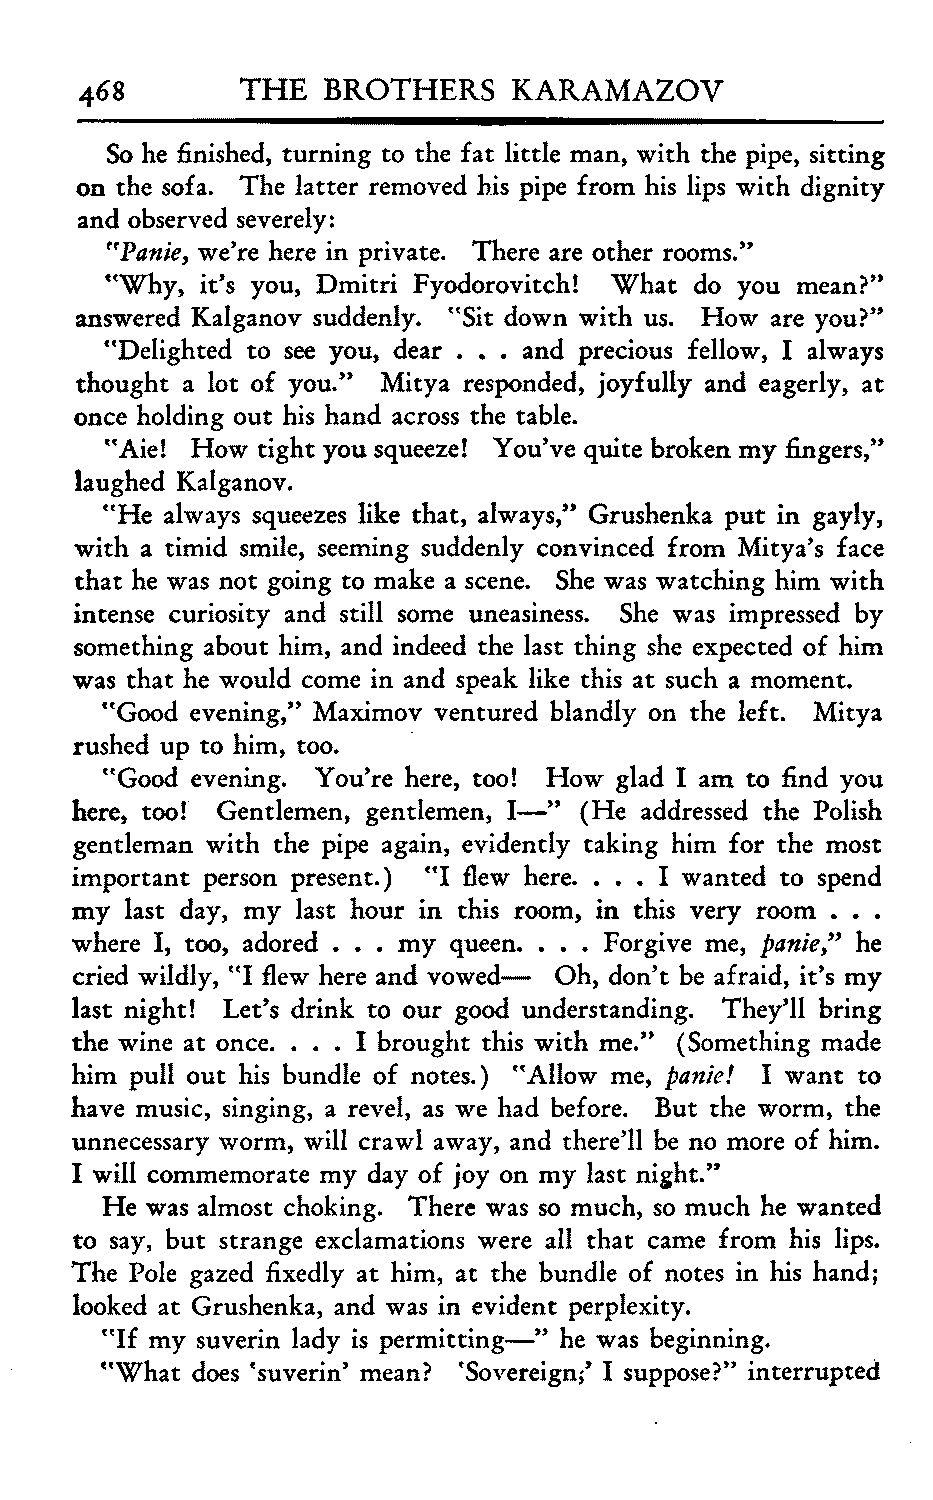 468 THE BROTHERS KARAMAZOV
So he finished, turning to the fat little man, with the pipe, sitting
on the sofa. The latter removed his pipe from his lips with dignity
and observed severely:
"Panie, we're here in private. There are other rooms."
"Why, it's you, Dmitri Fyodorovitch! What do you mean?"
answered Kalganov suddenly. "Sit down with us. How are you?"
"Delighted to see you, dear . . . and precious fellow, I always
thought a lot of you." Mitya responded, joyfully and eagerly, at
once holding out his hand across the table.
"Aie! How tight you squeeze! You've quite broken my fingers,"
laughed Kalganov.
"He always squeezes like that, always," Grushenka put in gayly,
with a timid smile, seeming suddenly convinced from Mitya's face
that he was not going to make a scene. She was watching him with
intense curiosity and still some uneasiness. She was impressed by
something about him, and indeed the last thing she expected of him
was that he would come in and speak like this at such a moment.
"Good evening," Maximov ventured blandly on the left. Mitya
rushed up to him, too.
"Good evening. You're here, too! How glad I am to find you
here, too! Gentlemen, gentlemen, I—" (He addressed the Polish
gentleman with the pipe again, evidently taking him for the most
important person present.) "I flew here. . . . I wanted to spend
my last day, my last hour in this room, in this very room . . .
where I, too, adored . . . my queen. . . . Forgive me, panie," he
cried wildly, "I flew here and vowed— Oh, don't be afraid, it's my
last night! Let's drink to our good understanding. They'll bring
the wine at once. . . . I brought this with me." (Something made
him pull out his bundle of notes.) "Allow me, panie! I want to
have music, singing, a revel, as we had before. But the worm, the
unnecessary worm, will crawl away, and there'll be no more of him.
I will commemorate my day of joy on my last night."
He was almost choking. There was so much, so much he wanted
to say, but strange exclamations were all that came from his lips.
The Pole gazed fixedly at him, at the bundle of notes in his hand;
looked at Grushenka, and was in evident perplexity.
"If my suverin lady is permitting—" he was beginning.
"What does 'suverin' mean? 'Sovereign;' I suppose?" interrupted